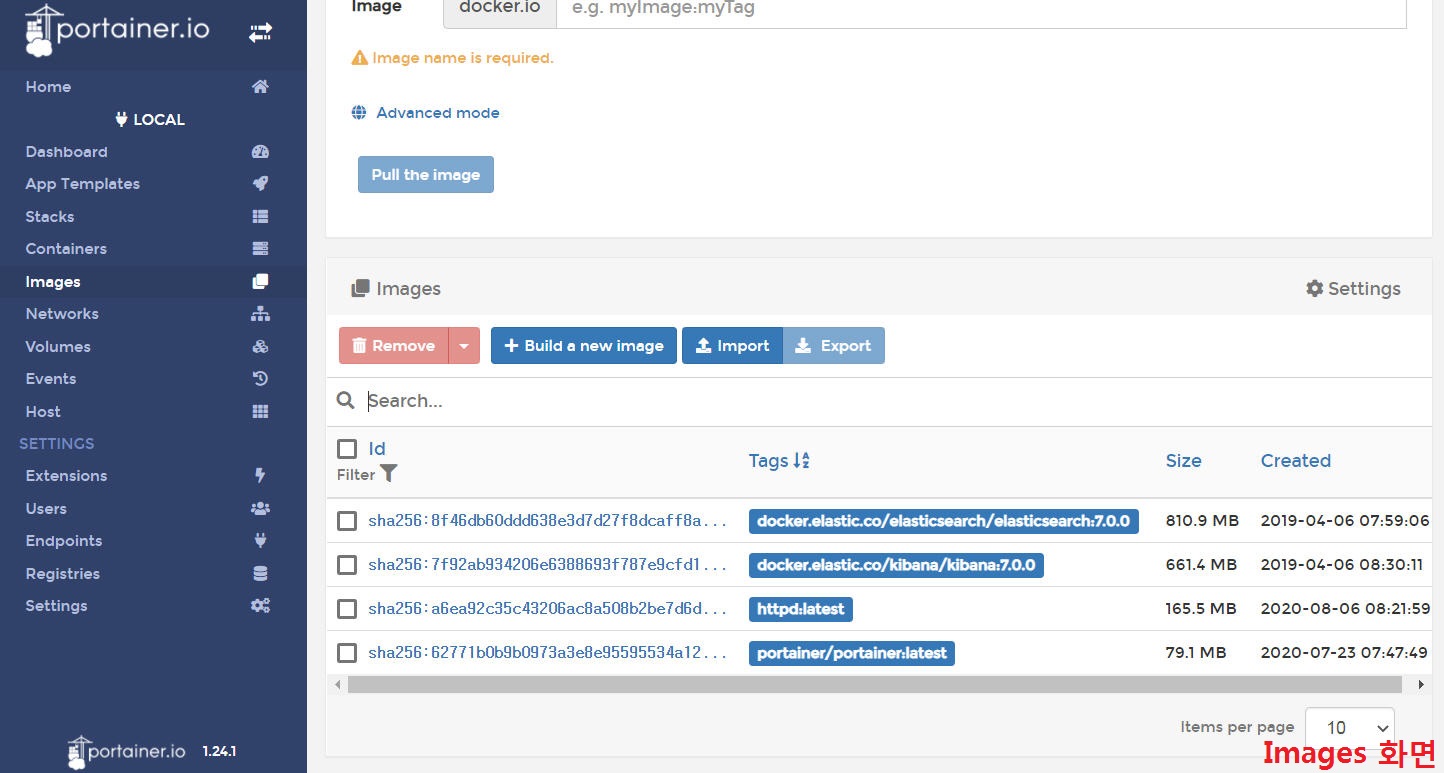 portainer.io
Home
LOCAL
Dashboard
App Templates
Stacks
Containers
Images
Networks
Volumes
Events
Host
SETTINGS
Extensions
Users
Endpoints
Registries
Settings
portainer.io 1.24.1
Image docker.io e.g. myImage:myTag
Image name is required.
Advanced mode
Pull the image
Images Settings
Remove Build a new image Import Export
Search...
Id Tags Size Created
Filter
sha256:8f46db60ddd638e3d7d27f8dcaff8a... docker.elastic.co/elasticsearch/elasticsearch:7.0.0 810.9 MB 2019-04-06 07:59:06
sha256:7f92ab934206e6388693f787e9cfd1... docker.elastic.co/kibana/kibana:7.0.0 661.4 MB 2019-04-06 08:30:11
sha256:a6ea92c35c43206ac8a508b2be7d6d... httpd:latest 165.5 MB 2020-08-06 08:21:59
sha256:62771b0b9b0973a3e8e95595534a12... portainer/portainer:latest 79.1 MB 2020-07-23 07:47:49
Items per page 10
Images 화면